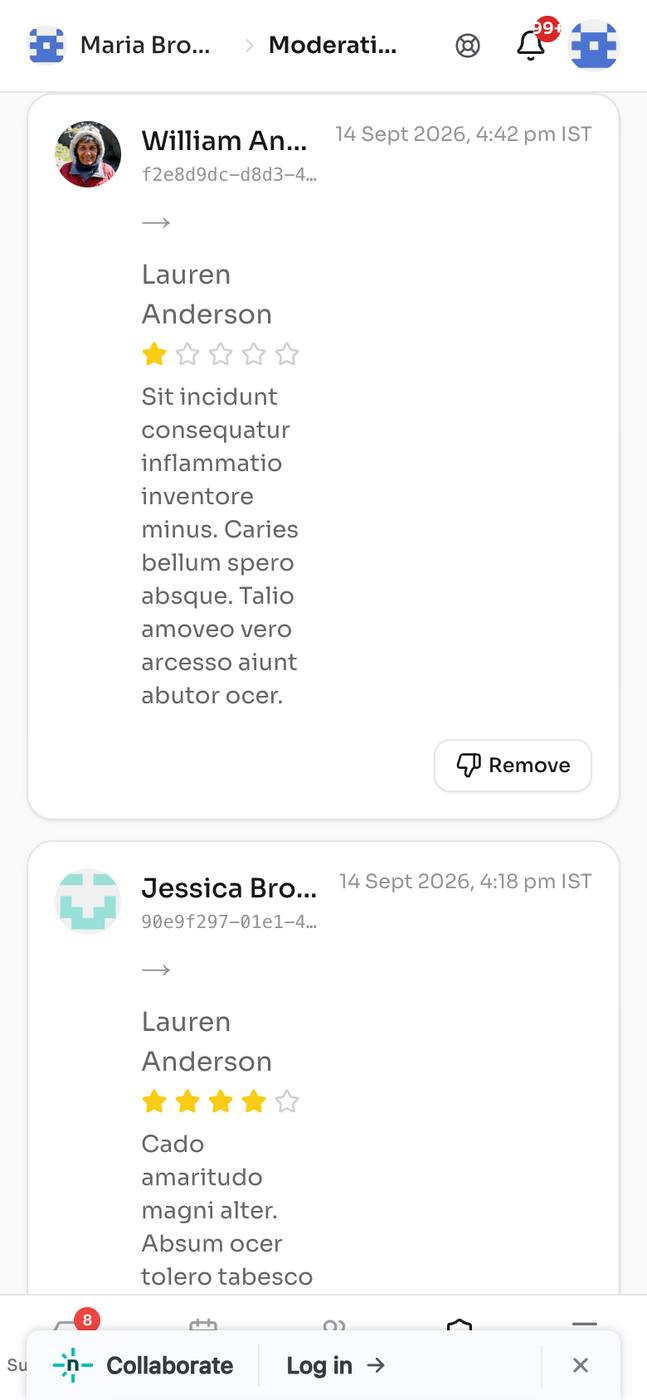 Maria Bro... Moderati... 99+
William An... 14 Sept 2026, 4:42 pm IST
f2e8d9dc-d8d3-4…
→
Lauren
Anderson
Sit incidunt
consequatur
inflammatio
inventore
minus. Caries
bellum spero
absque. Talio
amoveo vero
arcesso aiunt
abutor ocer.
Remove
Jessica Bro... 14 Sept 2026, 4:18 pm IST
90e9f297-01e1-4…
→
Lauren
Anderson
Cado
amaritudo
magni alter.
Absum ocer
tolero tabesco
8
Su
n Collaborate Log in →